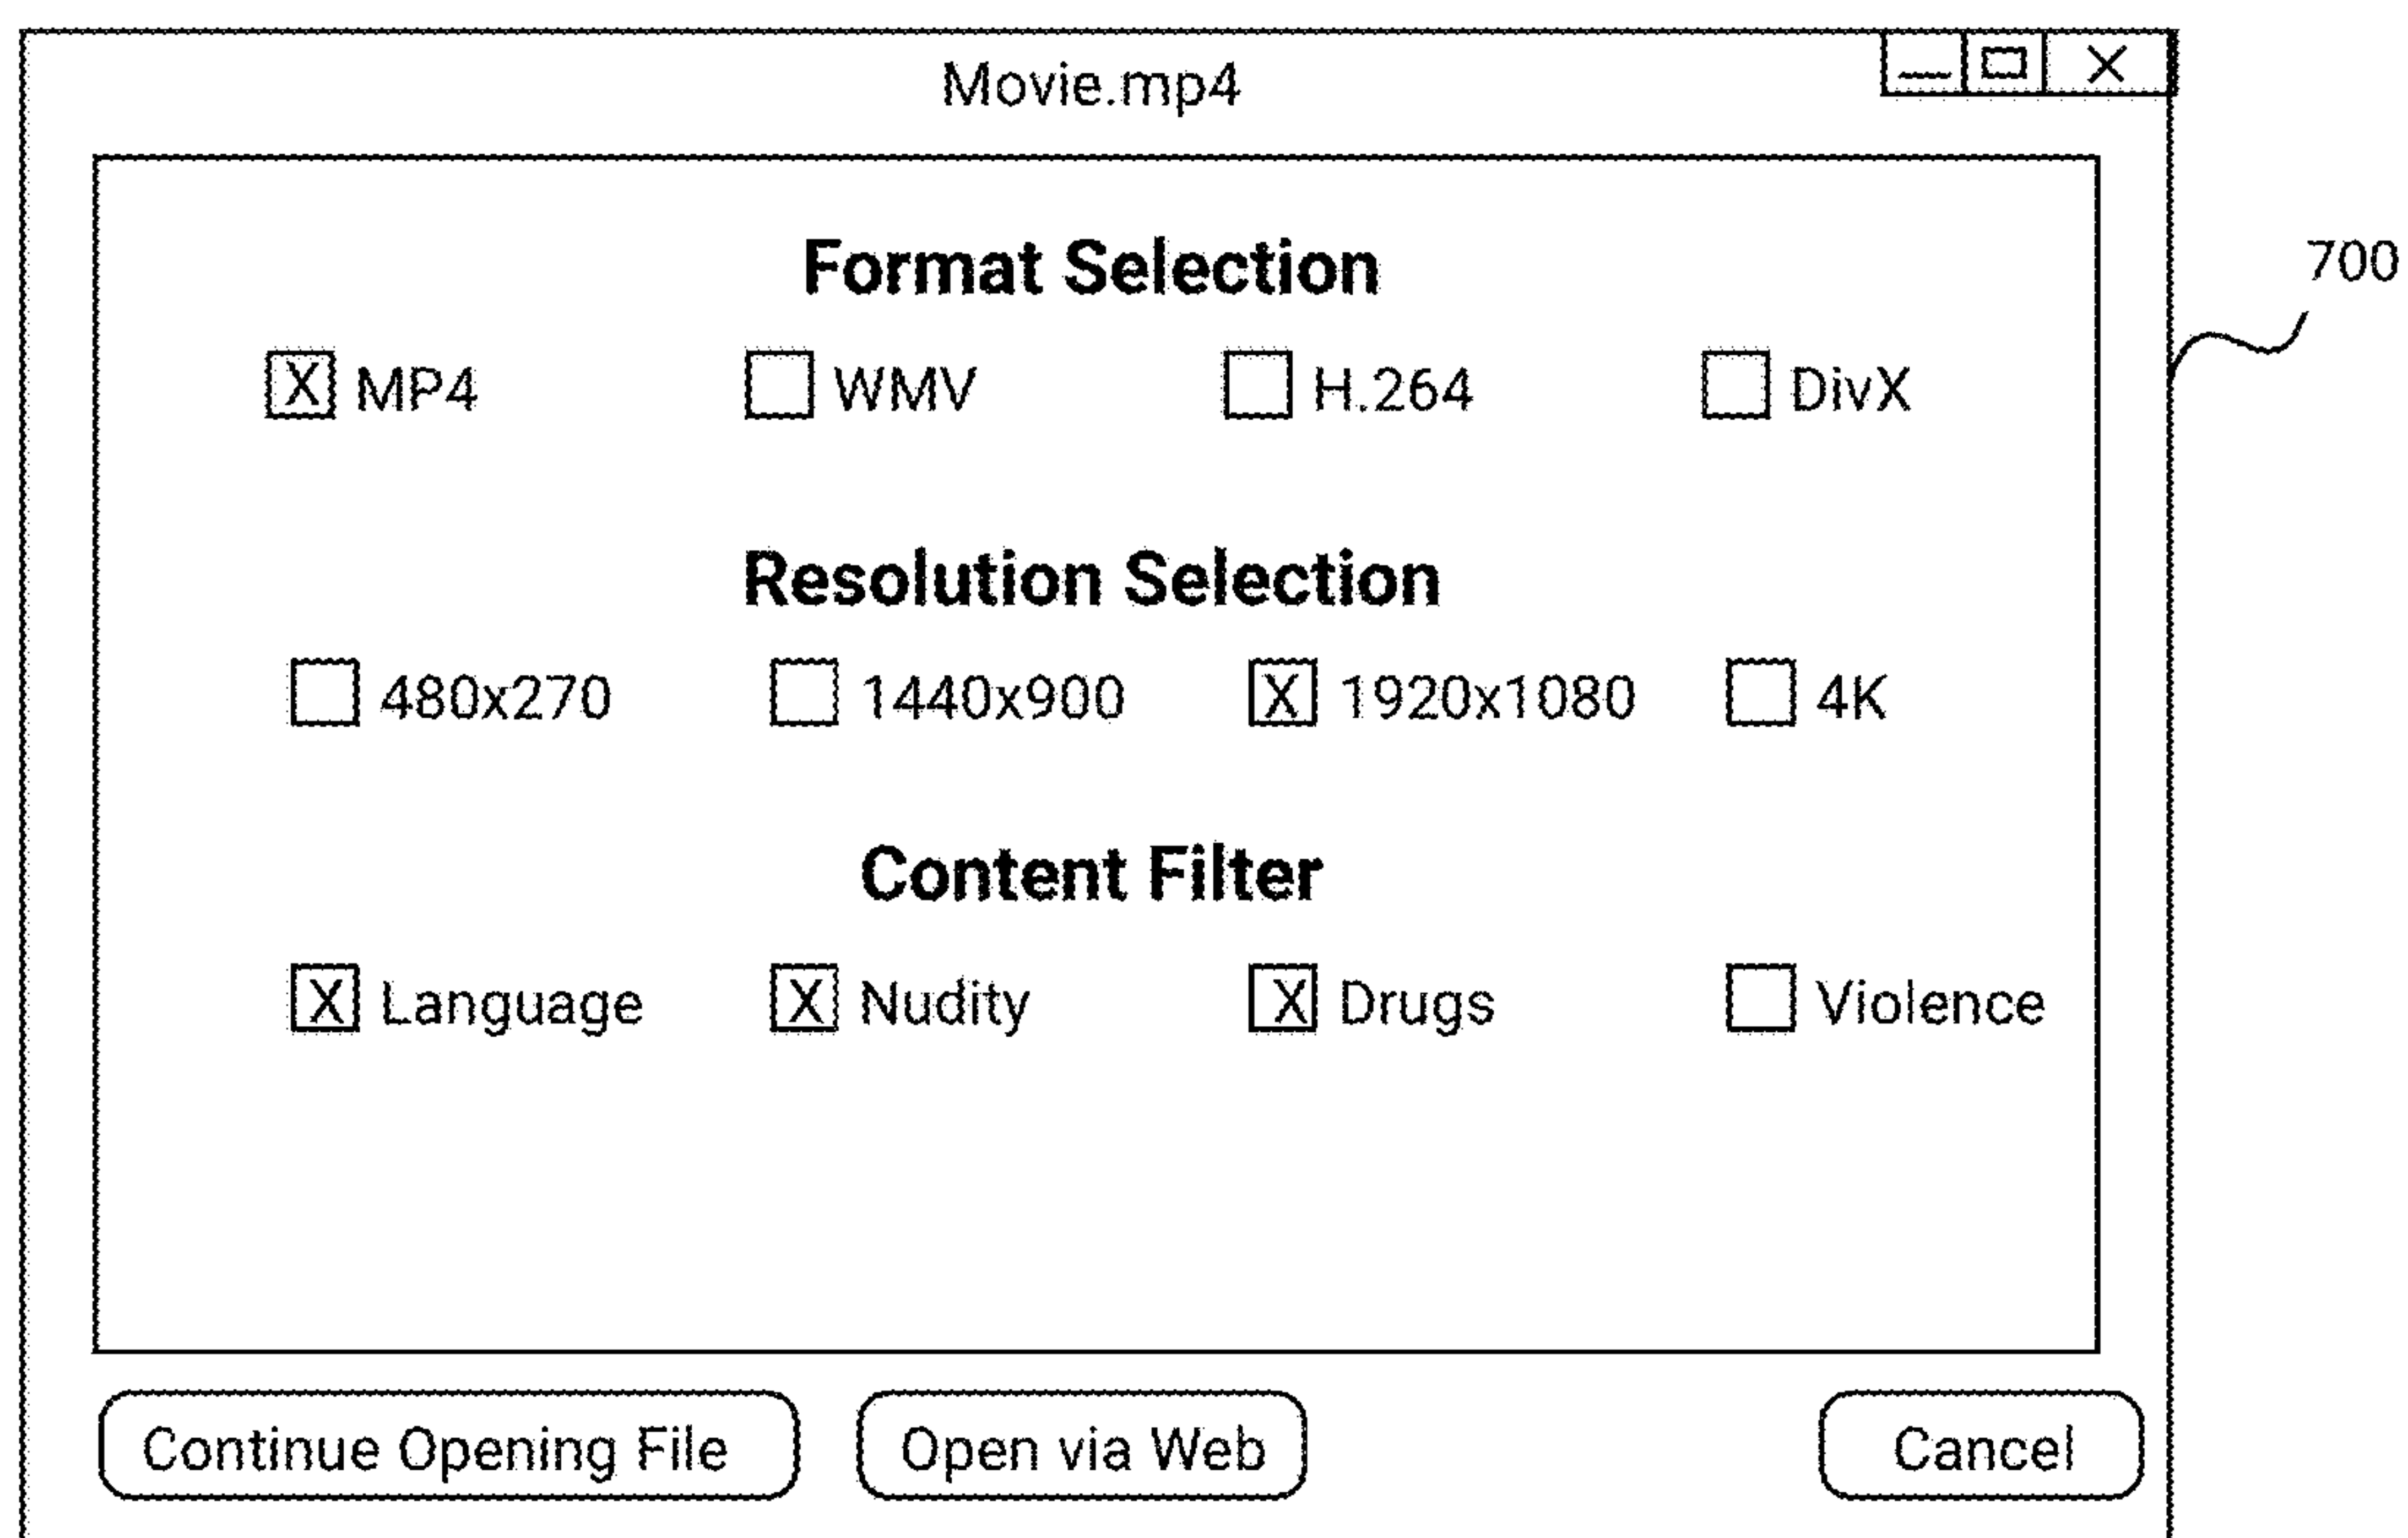 Movie.mp4
Format Selection
700
X MP4 WMV H.264 DivX
Resolution Selection
480x270 1440x900 X 1920x1080 4K
Content Filter
X Language X Nudity X Drugs Violence
Continue Opening File Open via Web Cancel